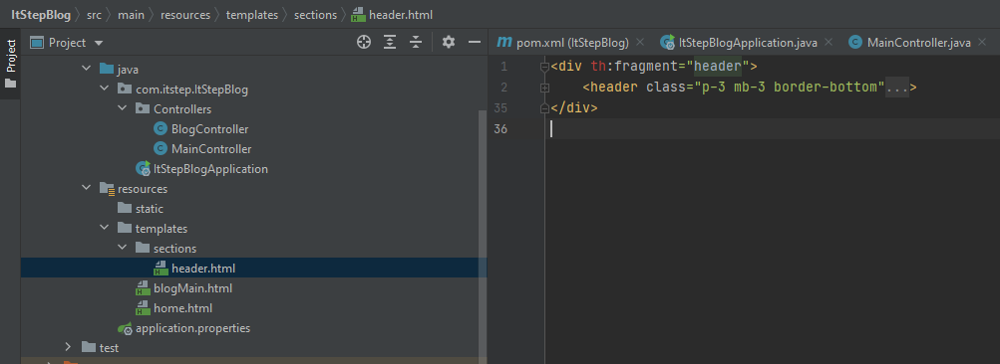 ItStepBlog > src > main > resources > templates > sections > header.html
Project
Project
pom.xml (ItStepBlog) ItStepBlogApplication.java MainController.java
java
com.itstep.ItStepBlog
Controllers
BlogController
MainController
ItStepBlogApplication
resources
static
templates
sections
header.html
blogMain.html
home.html
application.properties
test
1 <div th:fragment="header">
2 <header class="p-3 mb-3 border-bottom"...>
35 </div>
36